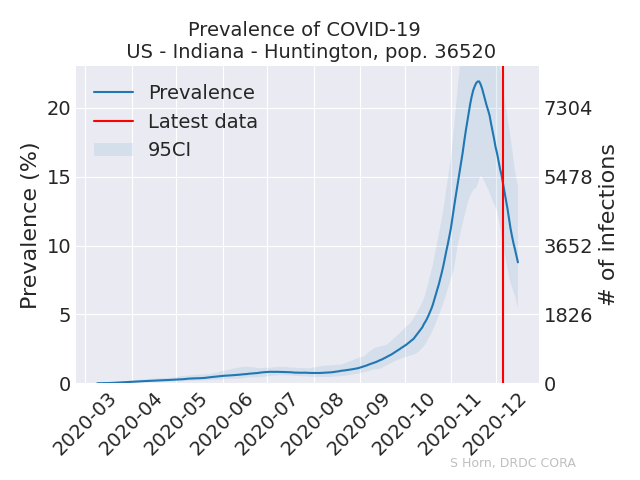 Prevalence of COVID-19
US - Indiana - Huntington, pop. 36520
Prevalence
Latest data
95CI
Prevalence (%)
20
15
10
5
0
7304
5478
3652
1826
0
# of infections
2020-03
2020-04
2020-05
2020-06
2020-07
2020-08
2020-09
2020-10
2020-11
2020-12
S Horn, DRDC CORA